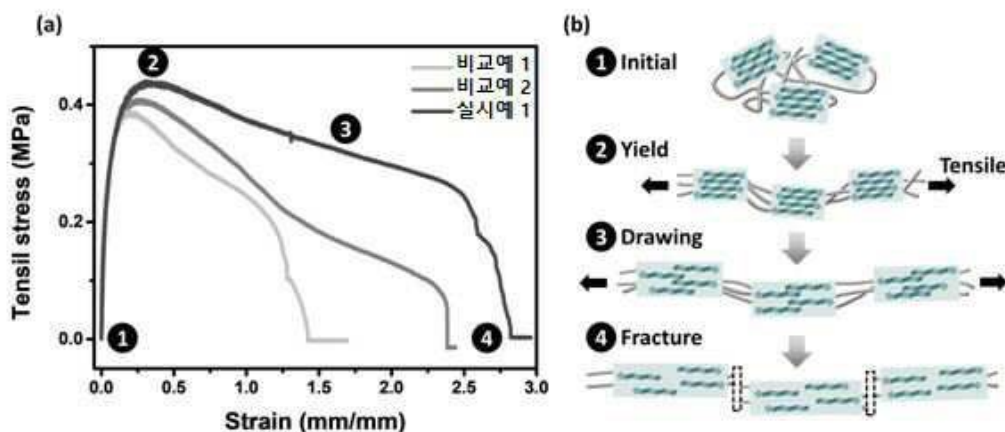 (a)
2
비교예 1
비교예 2
실시예 1
3
1
4
0.4
0.2
0.0
Tensil stress (MPa)
0.0 0.5 1.0 1.5 2.0 2.5 3.0
Strain (mm/mm)
(b)
1 Initial
2 Yield
Tensile
3 Drawing
4 Fracture